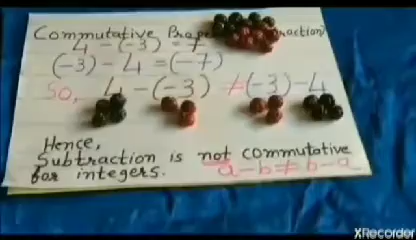 Commutative Prope raction)
4 - (-3) = 7
(-3) - 4 = (-7)
So, 4 - (-3) ≠ (-3) - 4
Hence,
Subtraction is not commutative
for integers. a-b≠b-a
XRecorder